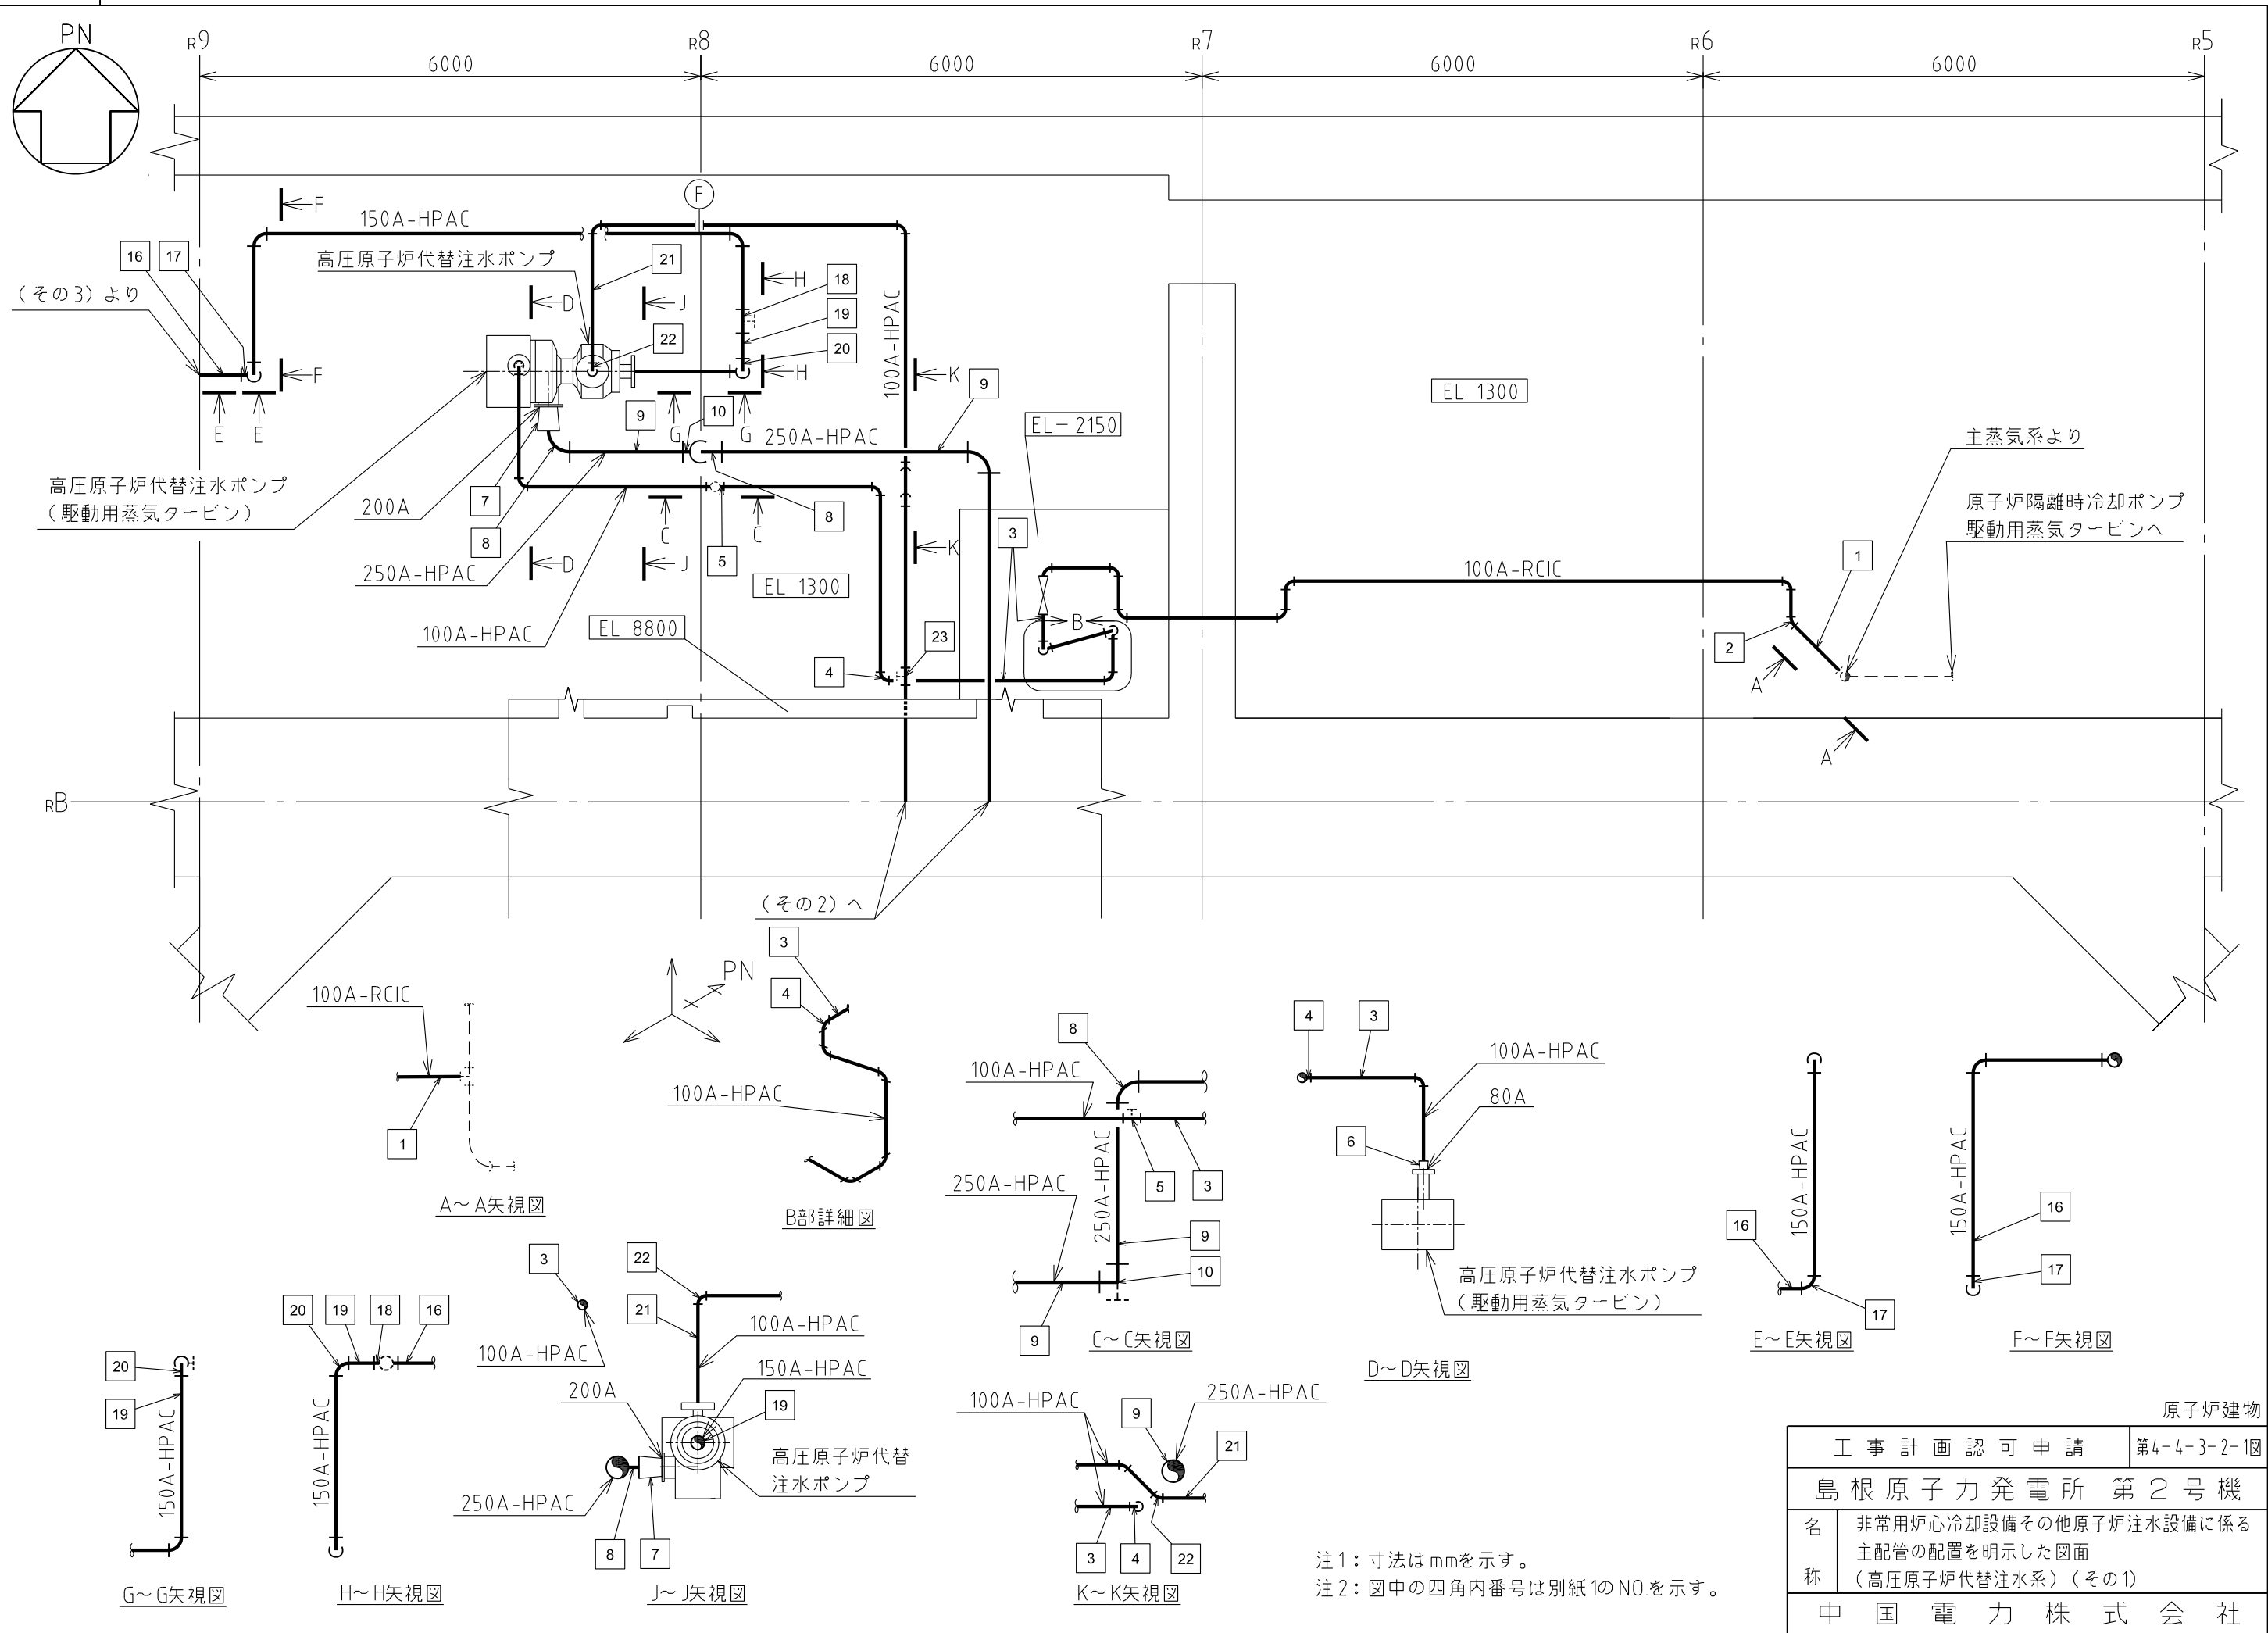 PN
R9
R8
R7
R6
R5
6000
6000
6000
6000
F
F
150A-HPAC
16
17
高圧原子炉代替注水ポンプ
21
H
18
(その3)より
D
J
19
22
20
100A-HPAC
F
H
K
9
EL 1300
E
E
9
10
G
G
250A-HPAC
EL-2150
主蒸気系より
高圧原子炉代替注水ポンプ
(駆動用蒸気タービン)
200A
7
8
原子炉隔離時冷却ポンプ
駆動用蒸気タービンへ
8
C
C
5
3
K
1
250A-HPAC
D
J
EL 1300
100A-RCIC
100A-HPAC
EL 8800
23
B
2
4
A
A
RB
(その2)へ
100A-RCIC
1
A~A矢視図
PN
3
4
100A-HPAC
B部詳細図
8
100A-HPAC
250A-HPAC
250A-HPAC
5
3
9
10
9
C~C矢視図
4
3
100A-HPAC
80A
6
高圧原子炉代替注水ポンプ
(駆動用蒸気タービン)
D~D矢視図
150A-HPAC
16
17
E~E矢視図
150A-HPAC
16
17
F~F矢視図
20
19
150A-HPAC
G~G矢視図
20
19
18
16
150A-HPAC
H~H矢視図
3
22
21
100A-HPAC
100A-HPAC
150A-HPAC
200A
19
高圧原子炉代替
注水ポンプ
250A-HPAC
8
7
J~J矢視図
100A-HPAC
9
250A-HPAC
21
3
4
22
K~K矢視図
注1:寸法はmmを示す。
注2:図中の四角内番号は別紙1のNO.を示す。
原子炉建物
工事計画認可申請
第4-4-3-2-1図
島根原子力発電所 第2号機
名称
非常用炉心冷却設備その他原子炉注水設備に係る
主配管の配置を明示した図面
(高圧原子炉代替注水系)(その1)
中国電力株式会社